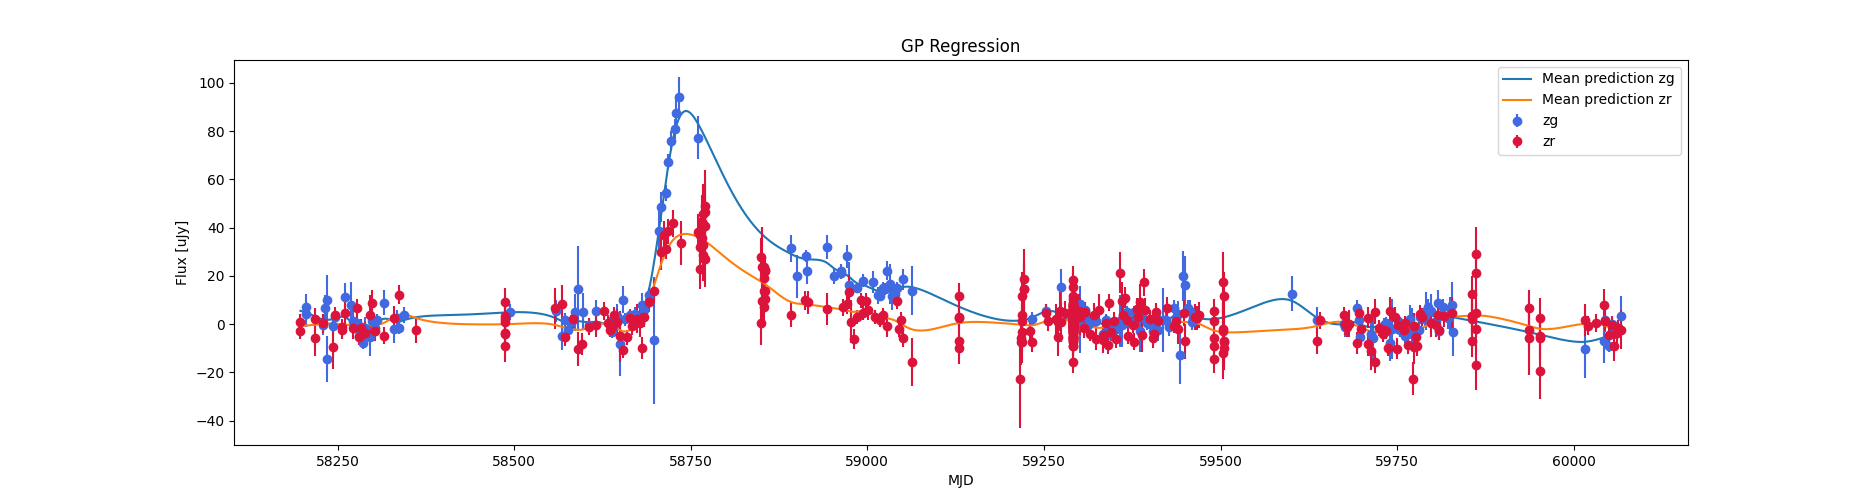 GP Regression
Flux [uJy]
100
80
60
40
20
0
−20
−40
Mean prediction zg
Mean prediction zr
zg
zr
58250
58500
58750
59000
59250
59500
59750
60000
MJD